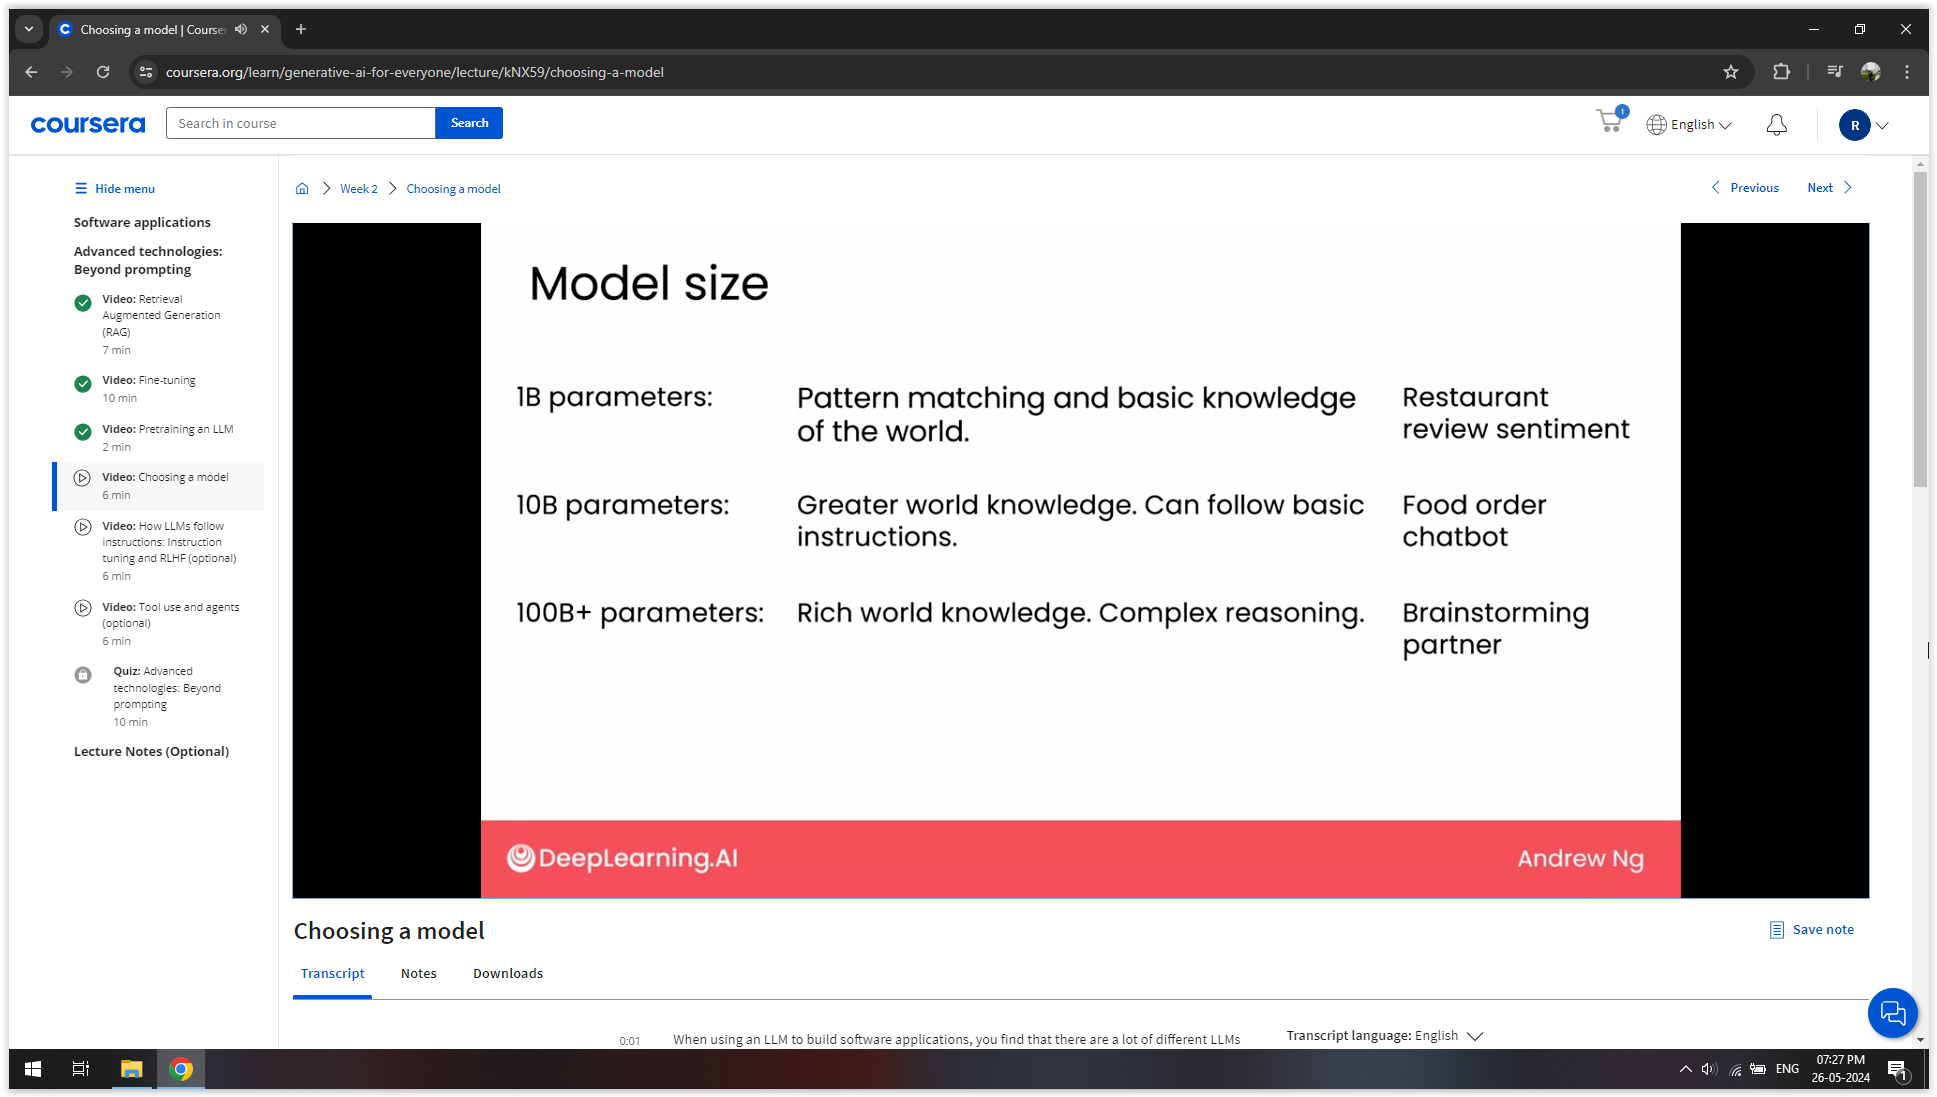 Choosing a model | Courser
coursera.org/learn/generative-ai-for-everyone/lecture/kNX59/choosing-a-model
coursera
Search in course
Search
1
English
R
Hide menu
Software applications
Advanced technologies:
Beyond prompting
Video: Retrieval
Augmented Generation
(RAG)
7 min
Video: Fine-tuning
10 min
Video: Pretraining an LLM
2 min
Video: Choosing a model
6 min
Video: How LLMs follow
instructions: Instruction
tuning and RLHF (optional)
6 min
Video: Tool use and agents
(optional)
6 min
Quiz: Advanced
technologies: Beyond
prompting
10 min
Lecture Notes (Optional)
Week 2
Choosing a model
Previous
Next
Model size
1B parameters:
Pattern matching and basic knowledge
of the world.
Restaurant
review sentiment
10B parameters:
Greater world knowledge. Can follow basic
instructions.
Food order
chatbot
100B+ parameters:
Rich world knowledge. Complex reasoning.
Brainstorming
partner
DeepLearning.AI
Andrew Ng
Choosing a model
Save note
Transcript
Notes
Downloads
0:01
When using an LLM to build software applications, you find that there are a lot of different LLMs
Transcript language: English
ENG
07:27 PM
26-05-2024
1